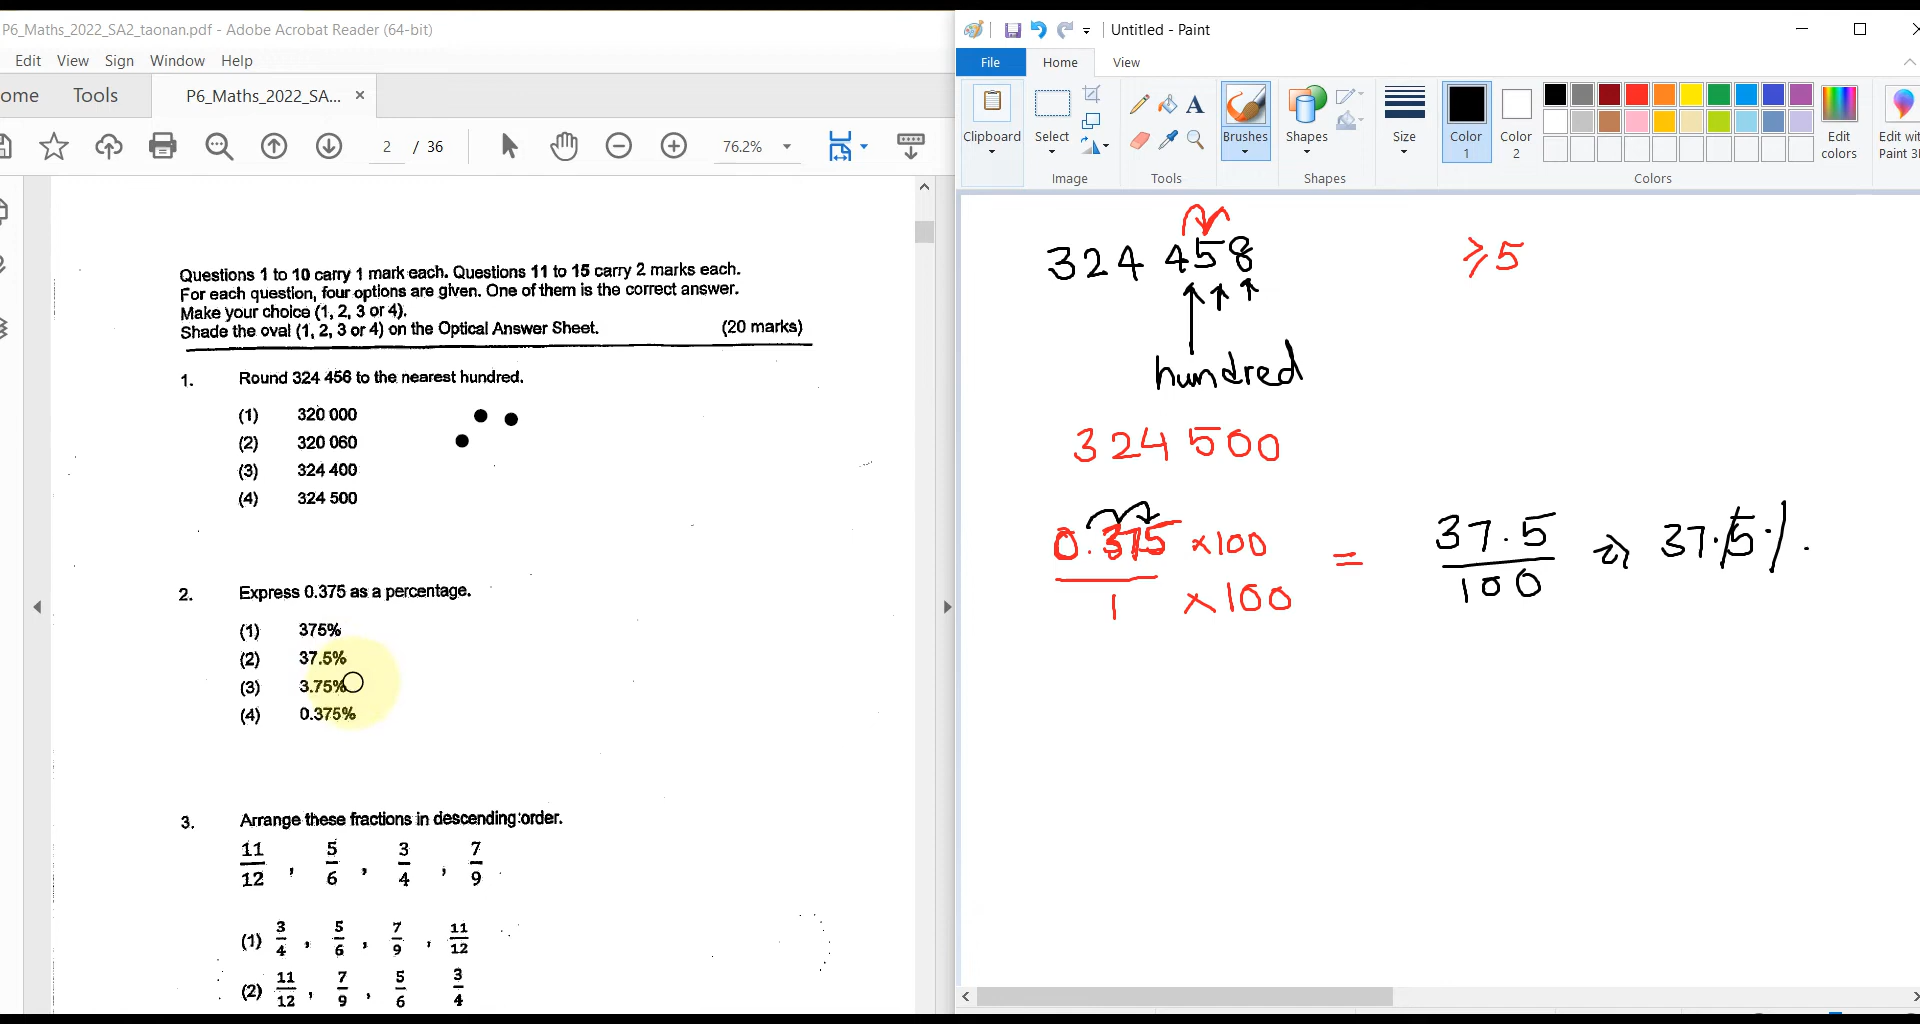 P6_Maths_2022_SA2_taonan.pdf - Adobe Acrobat Reader (64-bit)
Edit View Sign Window Help
ome Tools P6_Maths_2022_SA... ×
2 / 36 76.2%
Questions 1 to 10 carry 1 mark each. Questions 11 to 15 carry 2 marks each.
For each question, four options are given. One of them is the correct answer.
Make your choice (1, 2, 3 or 4).
Shade the oval (1, 2, 3 or 4) on the Optical Answer Sheet. (20 marks)
1. Round 324 456 to the nearest hundred.
(1) 320 000
(2) 320 060
(3) 324 400
(4) 324 500
2. Express 0.375 as a percentage.
(1) 375%
(2) 37.5%
(3) 3.75%
(4) 0.375%
3. Arrange these fractions in descending order.
11/12 , 5/6 , 3/4 , 7/9
(1) 3/4 , 5/6 , 7/9 , 11/12
(2) 11/12 , 7/9 , 5/6 3/4
Untitled - Paint
File Home View
Clipboard Select Brushes Shapes Size Color 1 Color 2 Edit colors Edit wit Paint 3
Image Tools Shapes Colors
324 458 ≥5
hundred
324 500
0.375 ×100 = 37.5 ⇒ 37.5%
1 ×100 100